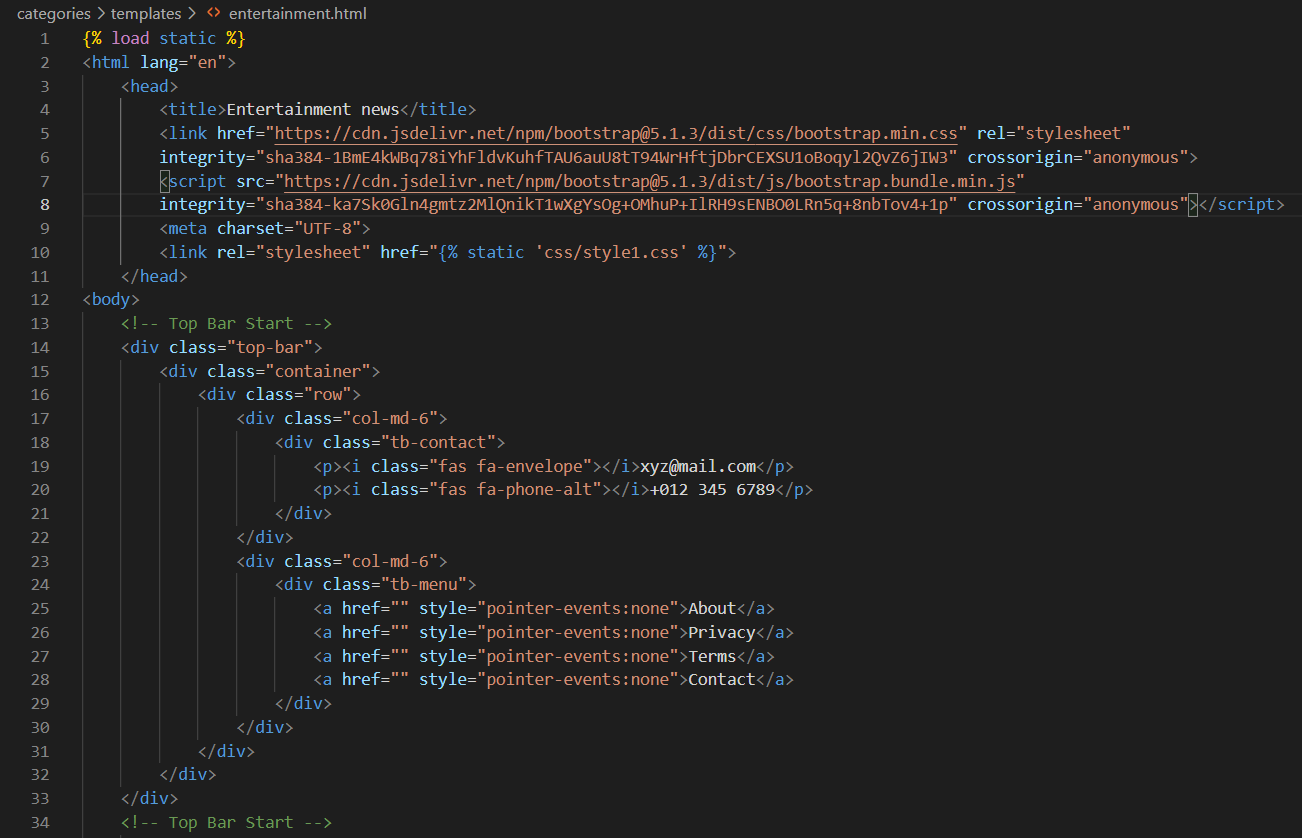 categories > templates > <> entertainment.html
1 {% load static %}
2 <html lang="en">
3 <head>
4 <title>Entertainment news</title>
5 <link href="https://cdn.jsdelivr.net/npm/bootstrap@5.1.3/dist/css/bootstrap.min.css" rel="stylesheet"
6 integrity="sha384-1BmE4kWBq78iYhFldvKuhfTAU6auU8tT94WrHftjDbrCEXSU1oBoqyl2QvZ6jIW3" crossorigin="anonymous">
7 <script src="https://cdn.jsdelivr.net/npm/bootstrap@5.1.3/dist/js/bootstrap.bundle.min.js"
8 integrity="sha384-ka7Sk0Gln4gmtz2MlQnikT1wXgYsOg+OMhuP+IlRH9sENBO0LRn5q+8nbTov4+1p" crossorigin="anonymous"></script>
9 <meta charset="UTF-8">
10 <link rel="stylesheet" href="{% static 'css/style1.css' %}">
11 </head>
12 <body>
13 <!-- Top Bar Start -->
14 <div class="top-bar">
15 <div class="container">
16 <div class="row">
17 <div class="col-md-6">
18 <div class="tb-contact">
19 <p><i class="fas fa-envelope"></i>xyz@mail.com</p>
20 <p><i class="fas fa-phone-alt"></i>+012 345 6789</p>
21 </div>
22 </div>
23 <div class="col-md-6">
24 <div class="tb-menu">
25 <a href="" style="pointer-events:none">About</a>
26 <a href="" style="pointer-events:none">Privacy</a>
27 <a href="" style="pointer-events:none">Terms</a>
28 <a href="" style="pointer-events:none">Contact</a>
29 </div>
30 </div>
31 </div>
32 </div>
33 </div>
34 <!-- Top Bar Start -->